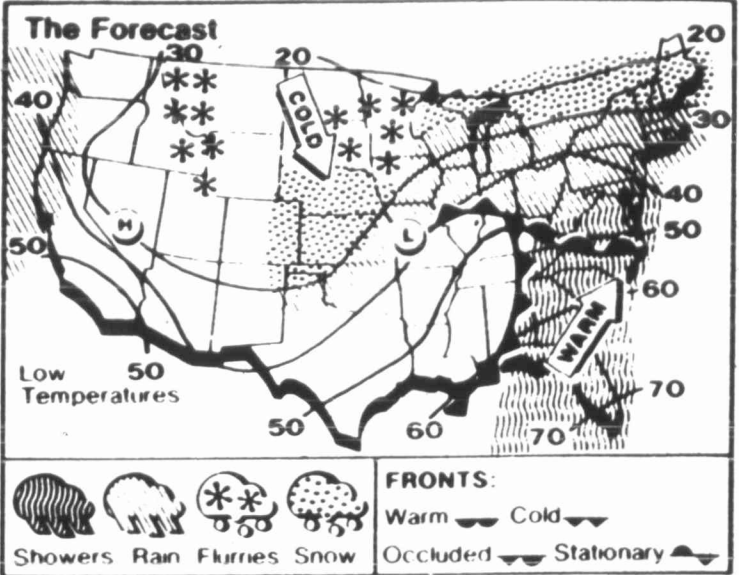 The Forecast
30
20
20
40
COLD
30
H
L
40
50
50
60
WARM
Low
Temperatures
50
50
60
70
70
Showers Rain Flurries Snow
FRONTS:
Warm Cold
Occluded Stationary